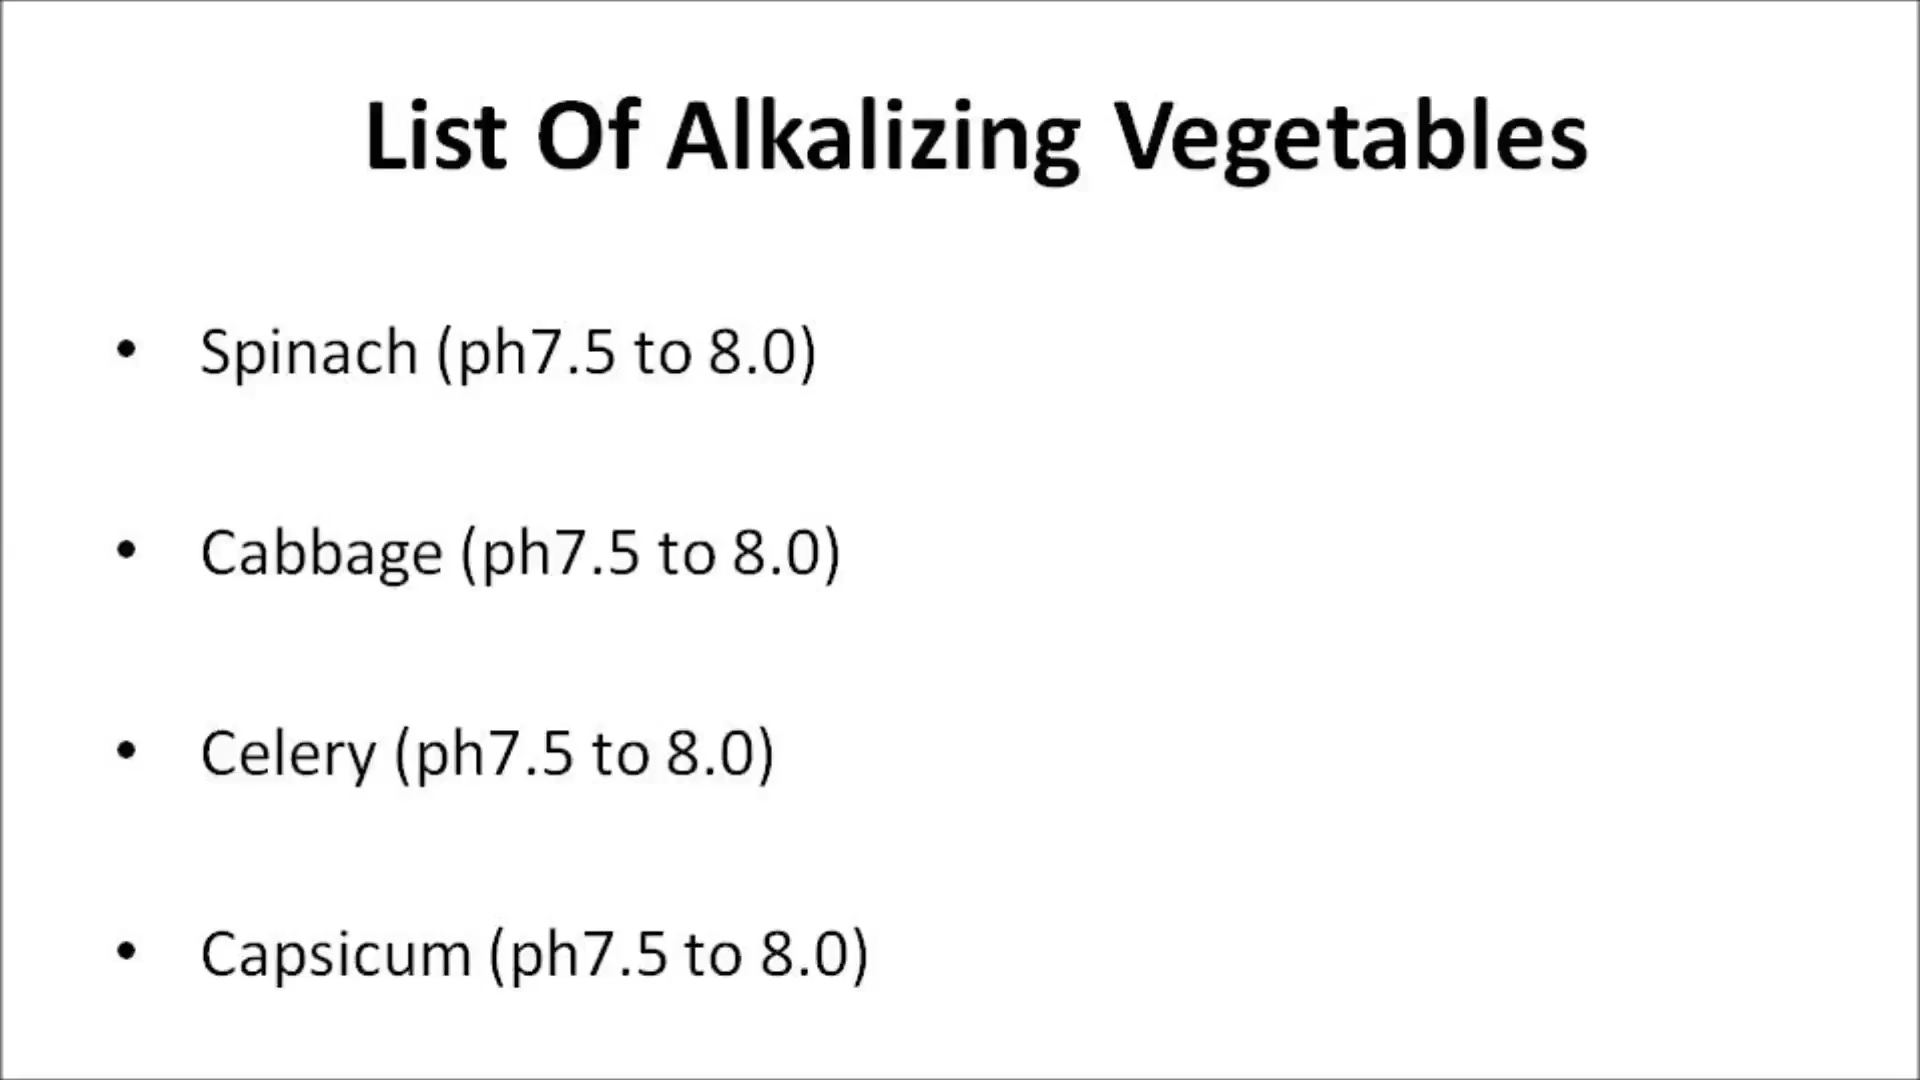 List Of Alkalizing Vegetables
• Spinach (ph7.5 to 8.0)
• Cabbage (ph7.5 to 8.0)
• Celery (ph7.5 to 8.0)
• Capsicum (ph7.5 to 8.0)